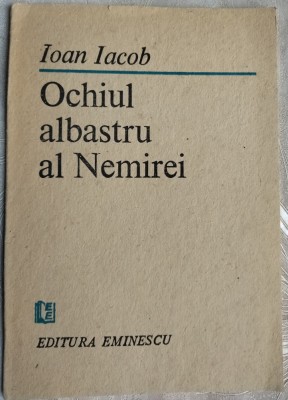 Ioan Iacob
Ochiul
albastru
al Nemirei
EDITURA EMINESCU